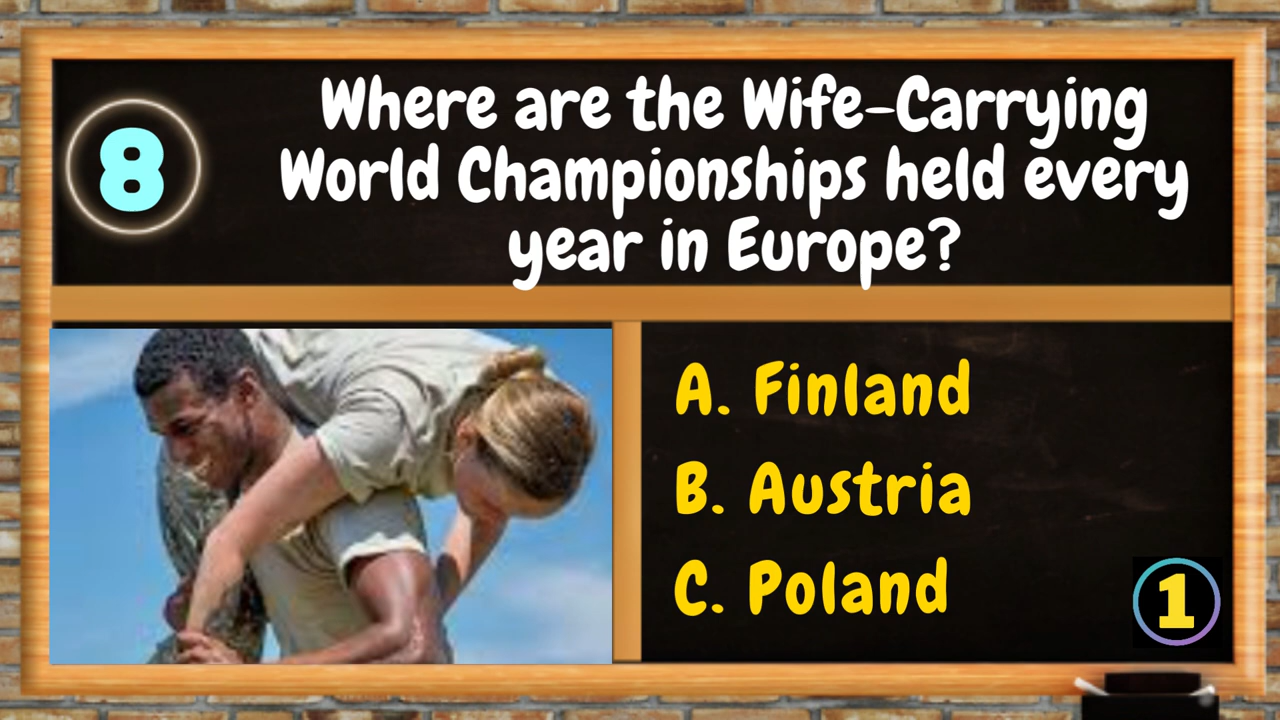 8
Where are the Wife-Carrying
World Championships held every
year in Europe?
A. Finland
B. Austria
C. Poland
1